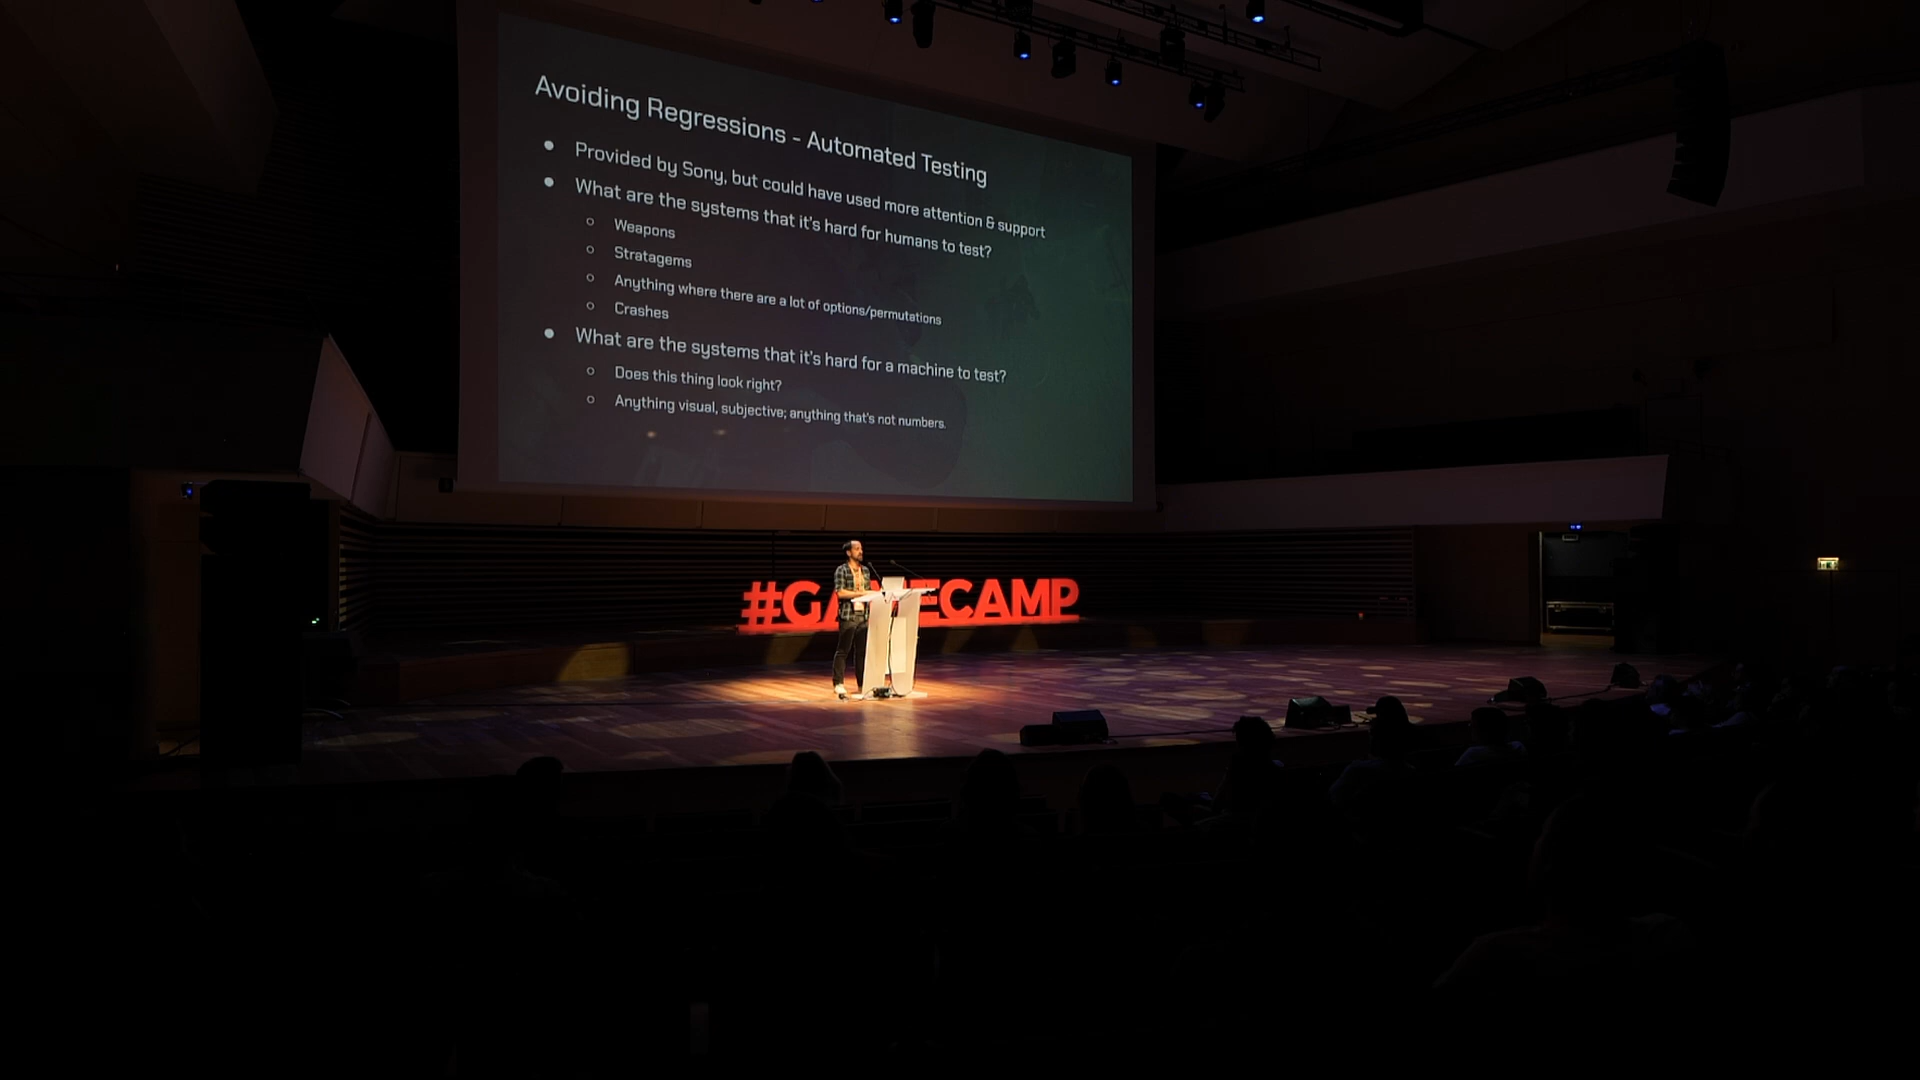 Avoiding Regressions - Automated Testing
● Provided by Sony, but could have used more attention & support
● What are the systems that it's hard for humans to test?
○ Weapons
○ Stratagems
○ Anything where there are a lot of options/permutations
○ Crashes
● What are the systems that it's hard for a machine to test?
○ Does this thing look right?
○ Anything visual, subjective; anything that's not numbers.
#GAMECAMP